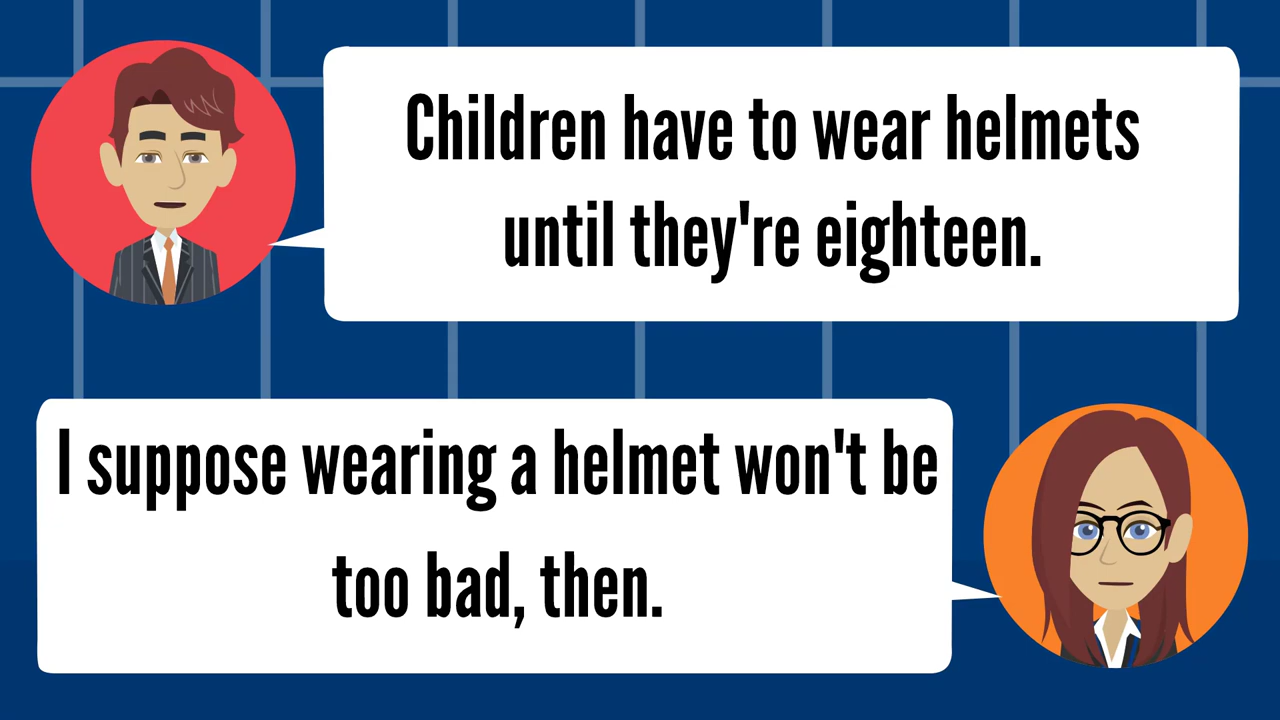 Children have to wear helmets
until they're eighteen.
I suppose wearing a helmet won't be
too bad, then.